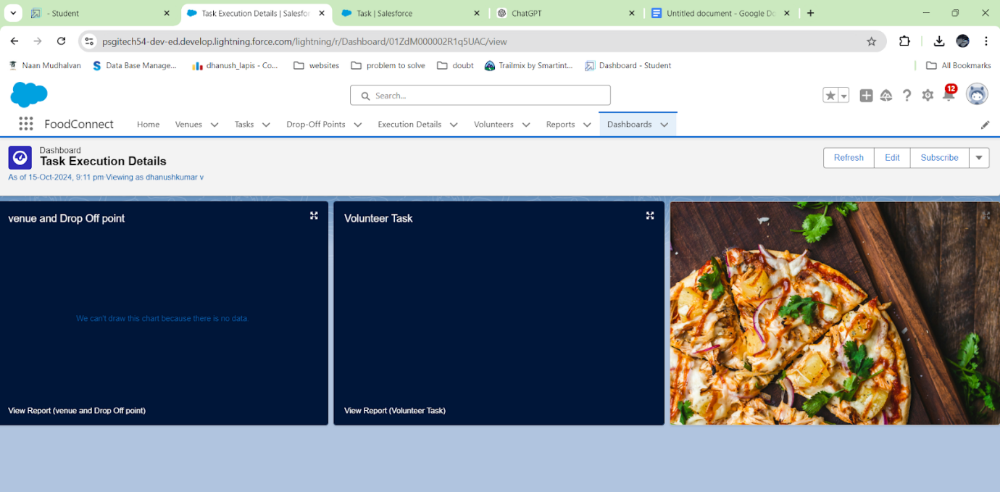 - Student
Task Execution Details | Salesfor
Task | Salesforce
ChatGPT
Untitled document - Google Do
psgitech54-dev-ed.develop.lightning.force.com/lightning/r/Dashboard/01ZdM000002R1q5UAC/view
Naan Mudhalvan
Data Base Manage...
dhanush_lapis - Co...
websites
problem to solve
doubt
Trailmix by Smartint...
Dashboard - Student
All Bookmarks
Search...
12
FoodConnect
Home
Venues
Tasks
Drop-Off Points
Execution Details
Volunteers
Reports
Dashboards
Dashboard
Task Execution Details
As of 15-Oct-2024, 9:11 pm·Viewing as dhanushkumar v
Refresh
Edit
Subscribe
venue and Drop Off point
We can't draw this chart because there is no data.
View Report (venue and Drop Off point)
Volunteer Task
View Report (Volunteer Task)